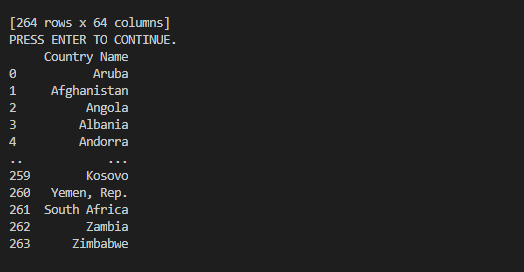 [264 rows x 64 columns]
PRESS ENTER TO CONTINUE.
     Country Name
0           Aruba
1     Afghanistan
2          Angola
3         Albania
4         Andorra
..            ...
259        Kosovo
260   Yemen, Rep.
261  South Africa
262        Zambia
263      Zimbabwe